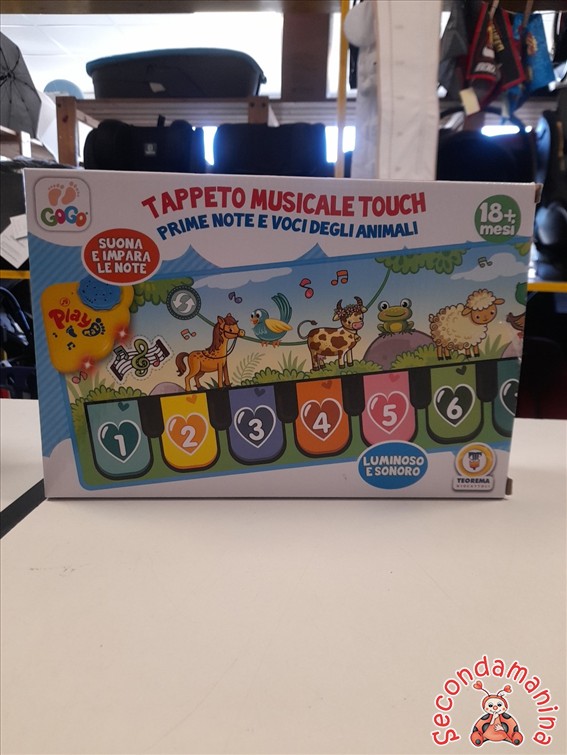 GOGO
TAPPETO MUSICALE TOUCH
PRIME NOTE E VOCI DEGLI ANIMALI
18+
mesi
SUONA
E IMPARA
LE NOTE
Play
1 2 3 4 5 6
LUMINOSO
E SONORO
TEOREMA
GIOCATTOLI
Secondamanina